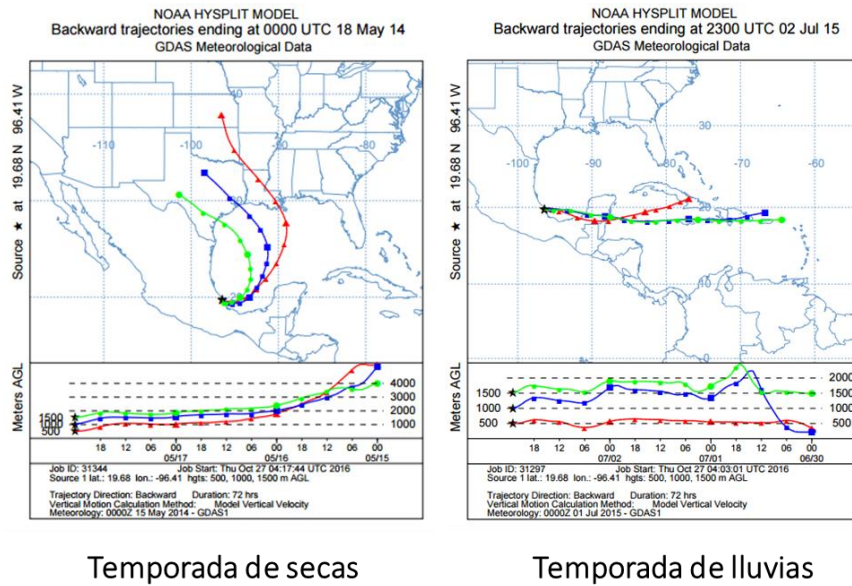 NOAA HYSPLIT MODEL
Backward trajectories ending at 0000 UTC 18 May 14
GDAS Meteorological Data
Source ★ at 19.68 N 96.41 W
40
-100
-90
-80
30
20
Meters AGL
4000
3000
2000
1000
1500
1000
500
18 12 06 00 18 12 06 00 18 12 06 00
05/17 05/16 05/15
Job ID: 31344 Job Start: Thu Oct 27 04:17:44 UTC 2016
Source 1 lat.: 19.68 lon.: -96.41 hgts: 500, 1000, 1500 m AGL
Trajectory Direction: Backward Duration: 72 hrs
Vertical Motion Calculation Method: Model Vertical Velocity
Meteorology: 0000Z 15 May 2014 - GDAS1
Temporada de secas
NOAA HYSPLIT MODEL
Backward trajectories ending at 2300 UTC 02 Jul 15
GDAS Meteorological Data
Source ★ at 19.68 N 96.41 W
30
-100
-90
-80
-70
-60
20
10
0
Meters AGL
2000
1500
1000
500
1500
1000
500
18 12 06 00 18 12 06 00 18 12 06 00
07/02 07/01 06/30
Job ID: 31297 Job Start: Thu Oct 27 04:03:01 UTC 2016
Source 1 lat.: 19.68 lon.: -96.41 hgts: 500, 1000, 1500 m AGL
Trajectory Direction: Backward Duration: 72 hrs
Vertical Motion Calculation Method: Model Vertical Velocity
Meteorology: 0000Z 01 Jul 2015 - GDAS1
Temporada de lluvias